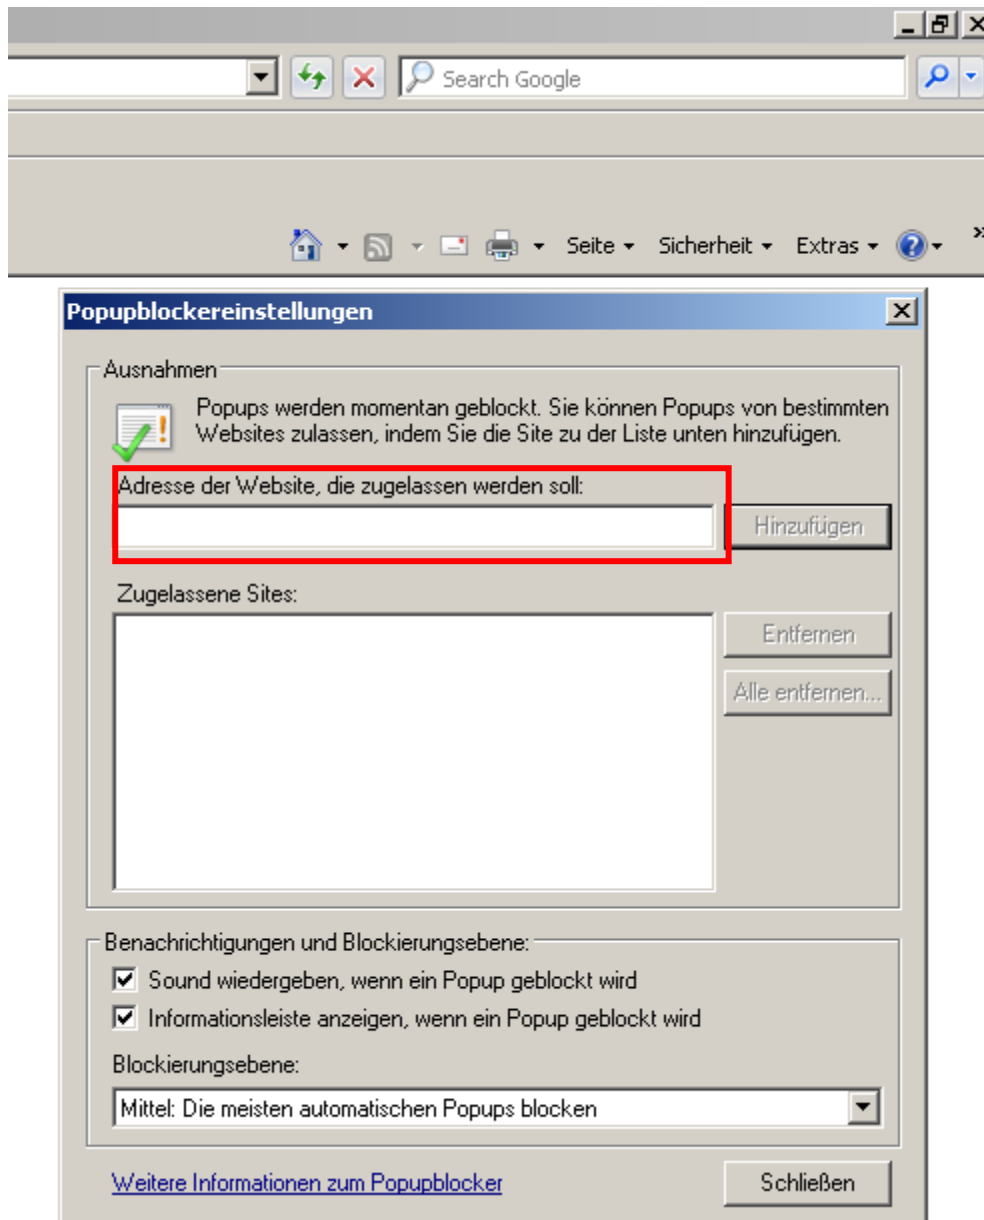 Search Google
Seite Sicherheit Extras
Popupblockereinstellungen
Ausnahmen
Popups werden momentan geblockt. Sie können Popups von bestimmten
Websites zulassen, indem Sie die Site zu der Liste unten hinzufügen.
Adresse der Website, die zugelassen werden soll:
Hinzufügen
Zugelassene Sites:
Entfernen
Alle entfernen...
Benachrichtigungen und Blockierungsebene:
Sound wiedergeben, wenn ein Popup geblockt wird
Informationsleiste anzeigen, wenn ein Popup geblockt wird
Blockierungsebene:
Mittel: Die meisten automatischen Popups blocken
Weitere Informationen zum Popupblocker
Schließen